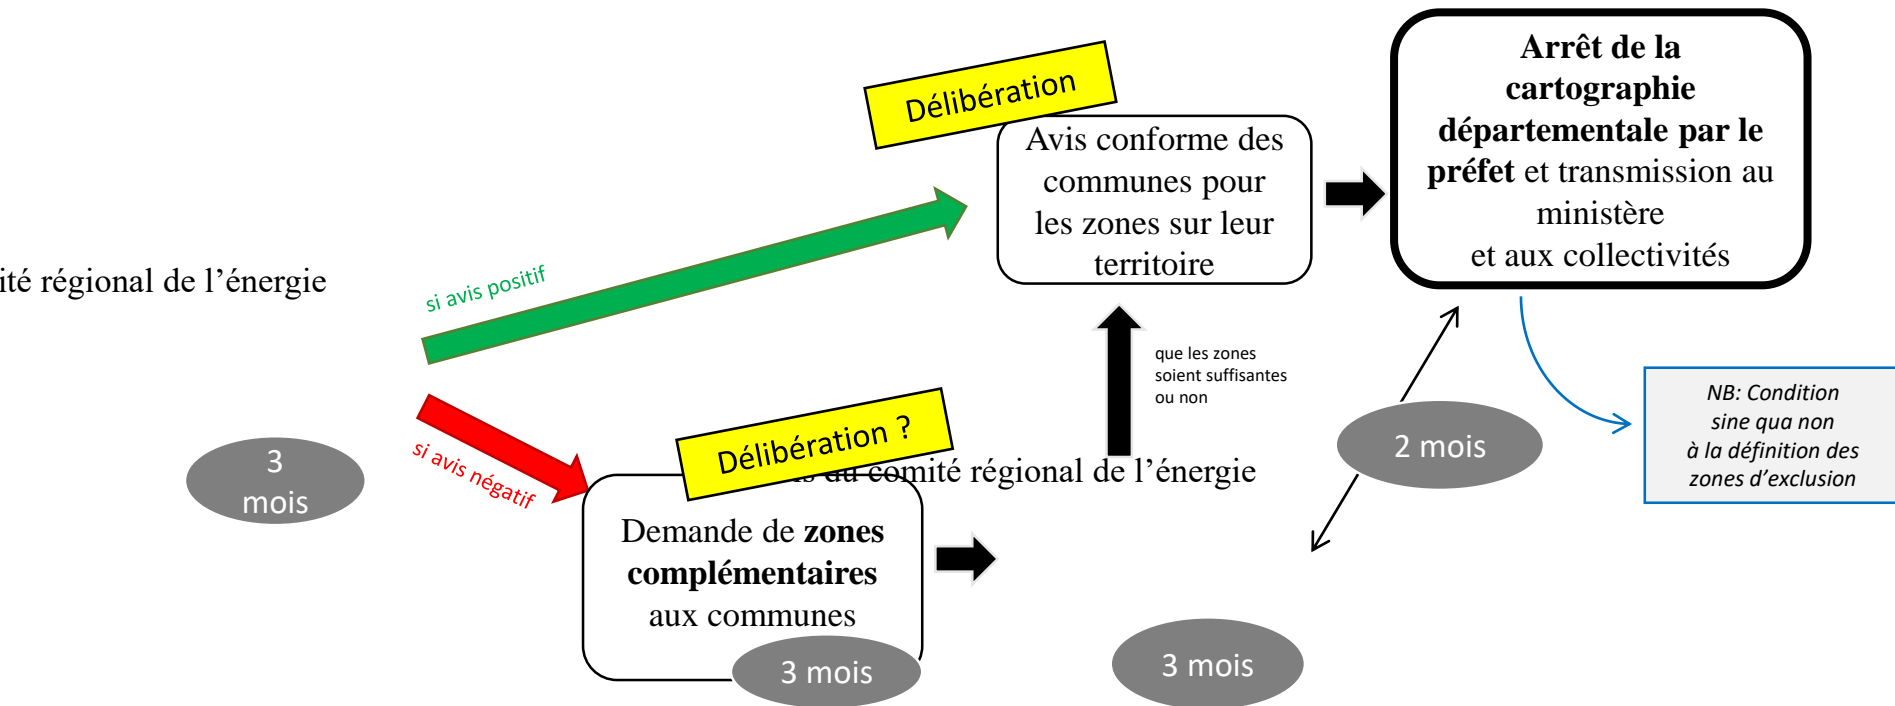 Délibération
Arrêt de la
cartographie
départementale par le
préfet et transmission au
ministère
et aux collectivités
Avis conforme des
communes pour
les zones sur leur
territoire
régional de l’énergie
si avis positif
que les zones
soient suffisantes
ou non
NB: Condition
sine qua non
à la définition des
zones d’exclusion
2 mois
3
mois
si avis négatif
Délibération ?
du comité régional de l’énergie
Demande de zones
complémentaires
aux communes
3 mois
3 mois